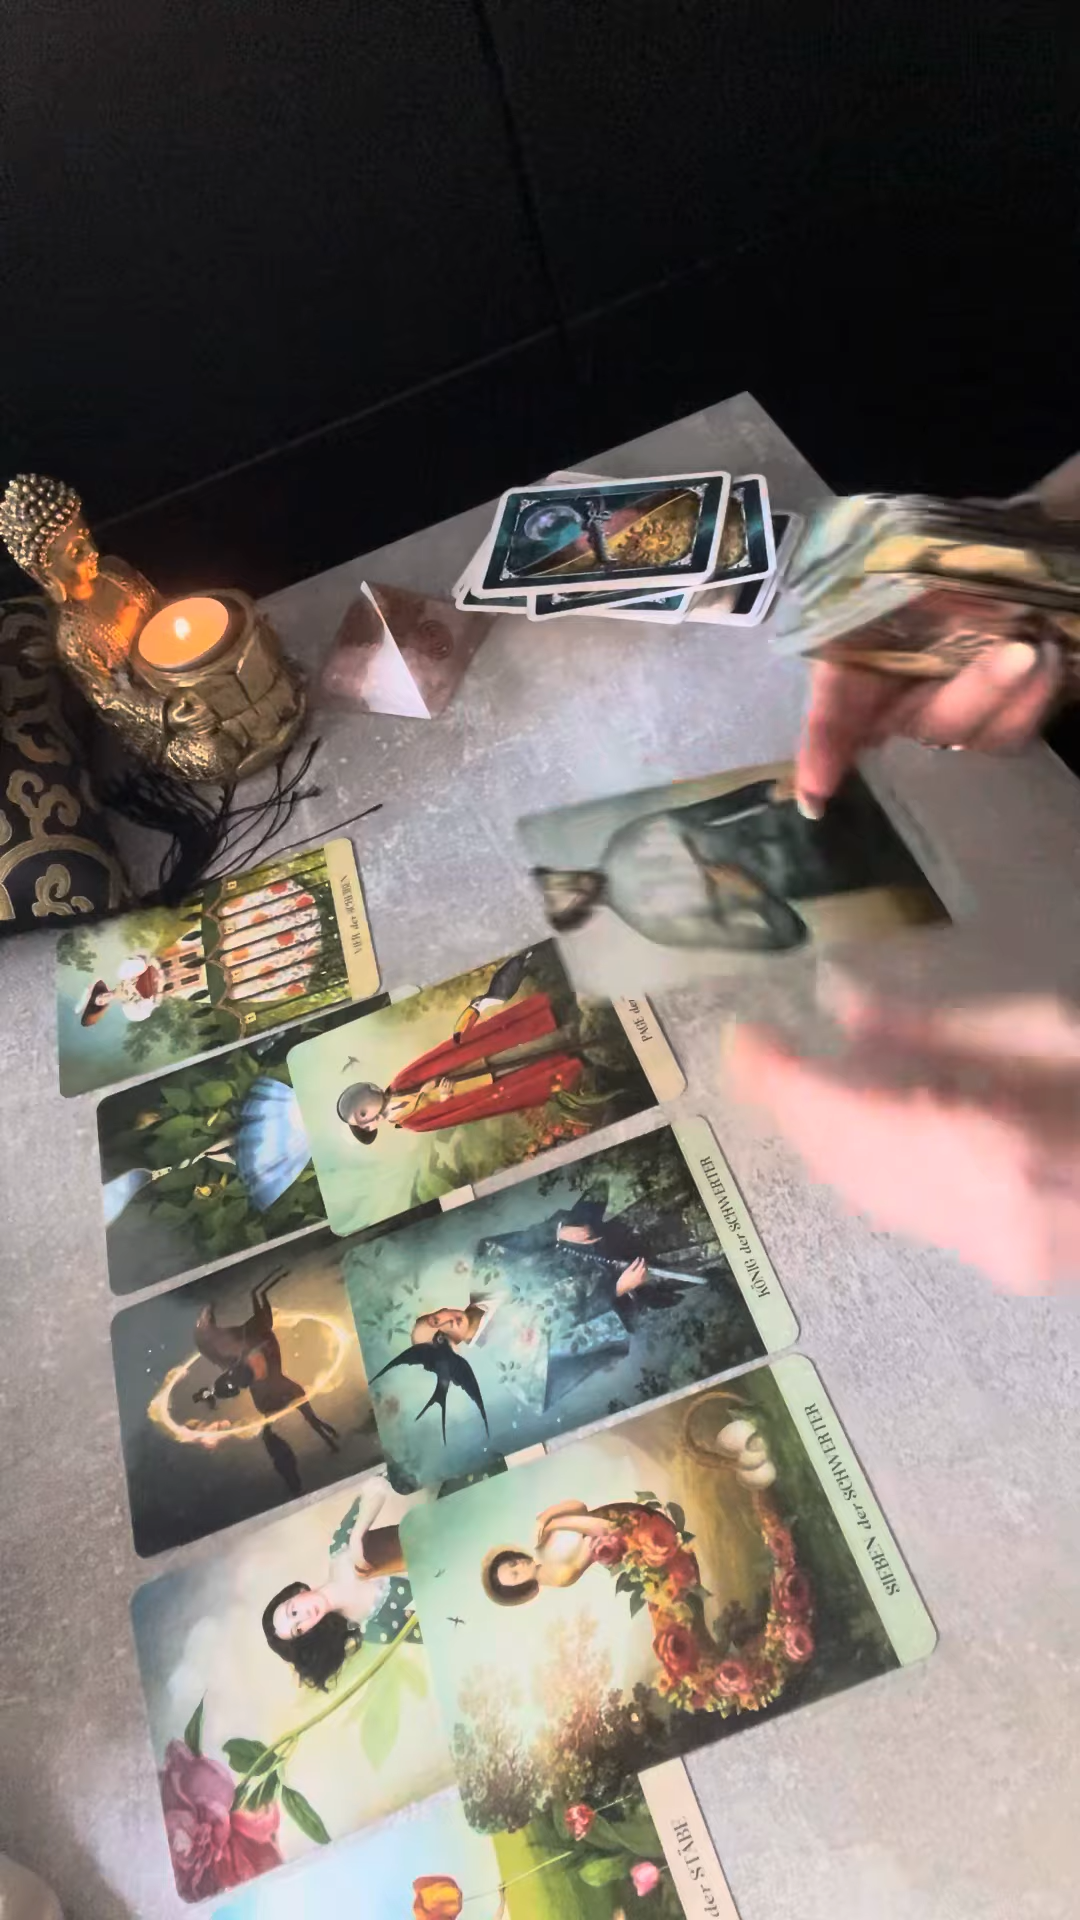 VIER der SCHEIBEN
PAGE der
KÖNIG der SCHWERTER
SIEBEN der SCHWERTER
der STÄBE